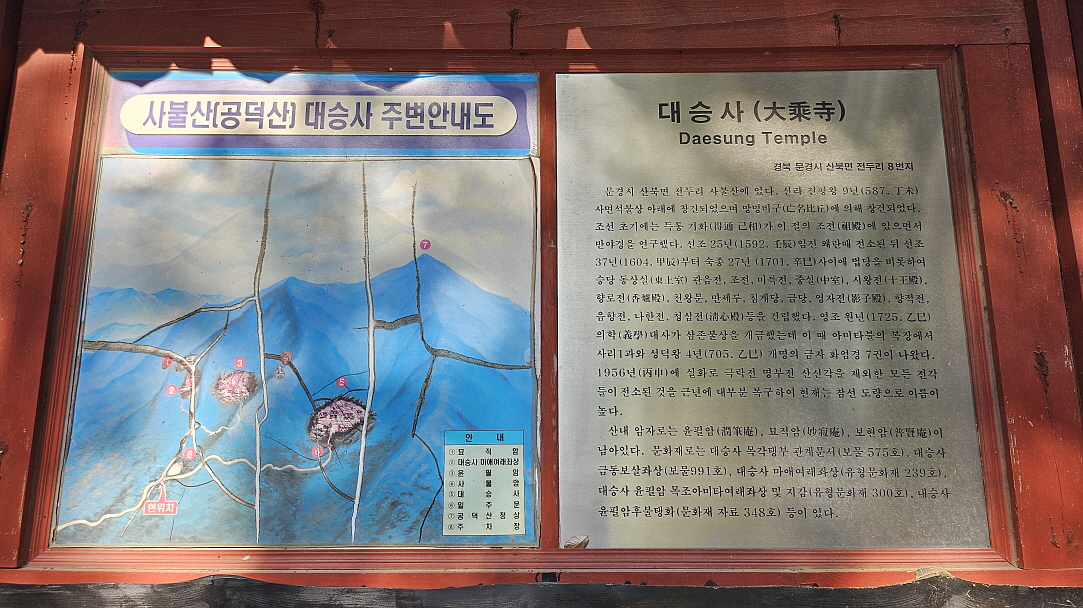 사불산(공덕산) 대승사 주변안내도
⑦
③
②
⑤
⑥
⑧
현위치
안 내
① 묘 적 암
② 대승사 마애여래좌상
③ 윤 필 암
④ 사 불 암
⑤ 대 승 사
⑥ 일 주 문
⑦ 공 덕 산 정 상
⑧ 주 차 장
대 승 사 (大乘寺)
Daesung Temple
경북 문경시 산북면 전두리 8번지
문경시 산북면 전두리 사불산에 있다. 신라 진평왕 9년(587, 丁未)
사면석불상 아래에 창건되었으며 망명비구(亡名比丘)에 의해 창건되었다.
조선 초기에는 득통 기화(得通 己和)가 이 절의 조전(祖殿)에 있으면서
반야경을 연구했다. 선조 25년(1592, 壬辰)임진 왜란때 전소된 뒤 선조
37년(1604, 甲辰)부터 숙종 27년 (1701, 辛巳)사이에 법당을 비롯하여
승당 동상실(東上室) 관음전, 조전, 미륵전, 중실(中室), 시왕전(十王殿),
향로전(香爐殿), 천왕문, 만세루, 침계당, 금당, 영자전(影子殿), 향적전,
유향전, 나한전, 청심전(淸心殿)등을 건립했다. 영조 원년(1725, 乙巳)
의학(義學)대사가 삼존불상을 개금했는데 이 때 아미타불의 복장에서
사리1과와 성덕왕 4년(705, 乙巳) 개명의 금자 화엄경 7권이 나왔다.
1956년(丙申)에 실화로 극락전 명부전 산신각을 제외한 모든 전각
들이 전소된 것을 근년에 대부분 복구하여 현재는 참선 도량으로 이름이
높다.
산내 암자로는 윤필암(潤筆庵), 묘적암(妙寂庵), 보현암(普賢庵)이
남아있다. 문화재로는 대승사 목각탱부 관계문서(보물 575호), 대승사
금동보살좌상(보물991호), 대승사 마애여래좌상(유형문화재 239호),
대승사 윤필암 목조아미타여래좌상 및 지감(유형문화재 300호), 대승사
윤필암후불탱화(문화재 자료 348호) 등이 있다.